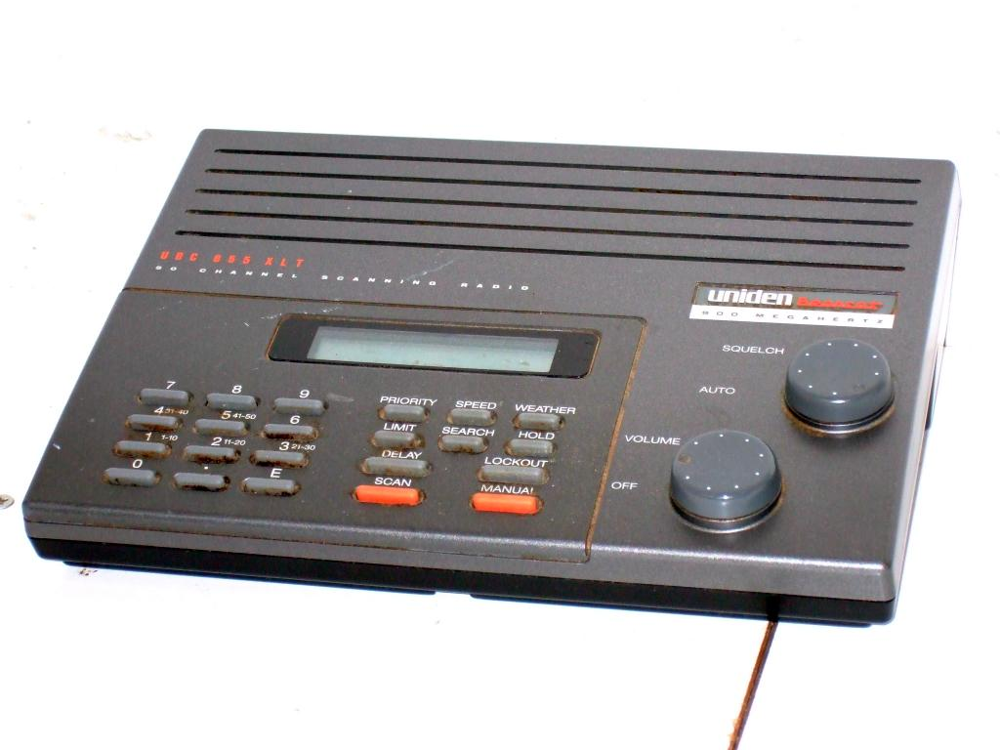 UBC 855 XLT
50 CHANNEL SCANNING RADIO
uniden Bearcat
800 MEGAHERTZ
SQUELCH
AUTO
VOLUME
OFF
7 8 9
4 31-40 5 41-50 6
1 1-10 2 11-20 3 21-30
0 . E
PRIORITY SPEED WEATHER
LIMIT SEARCH HOLD
DELAY LOCKOUT
SCAN MANUAL